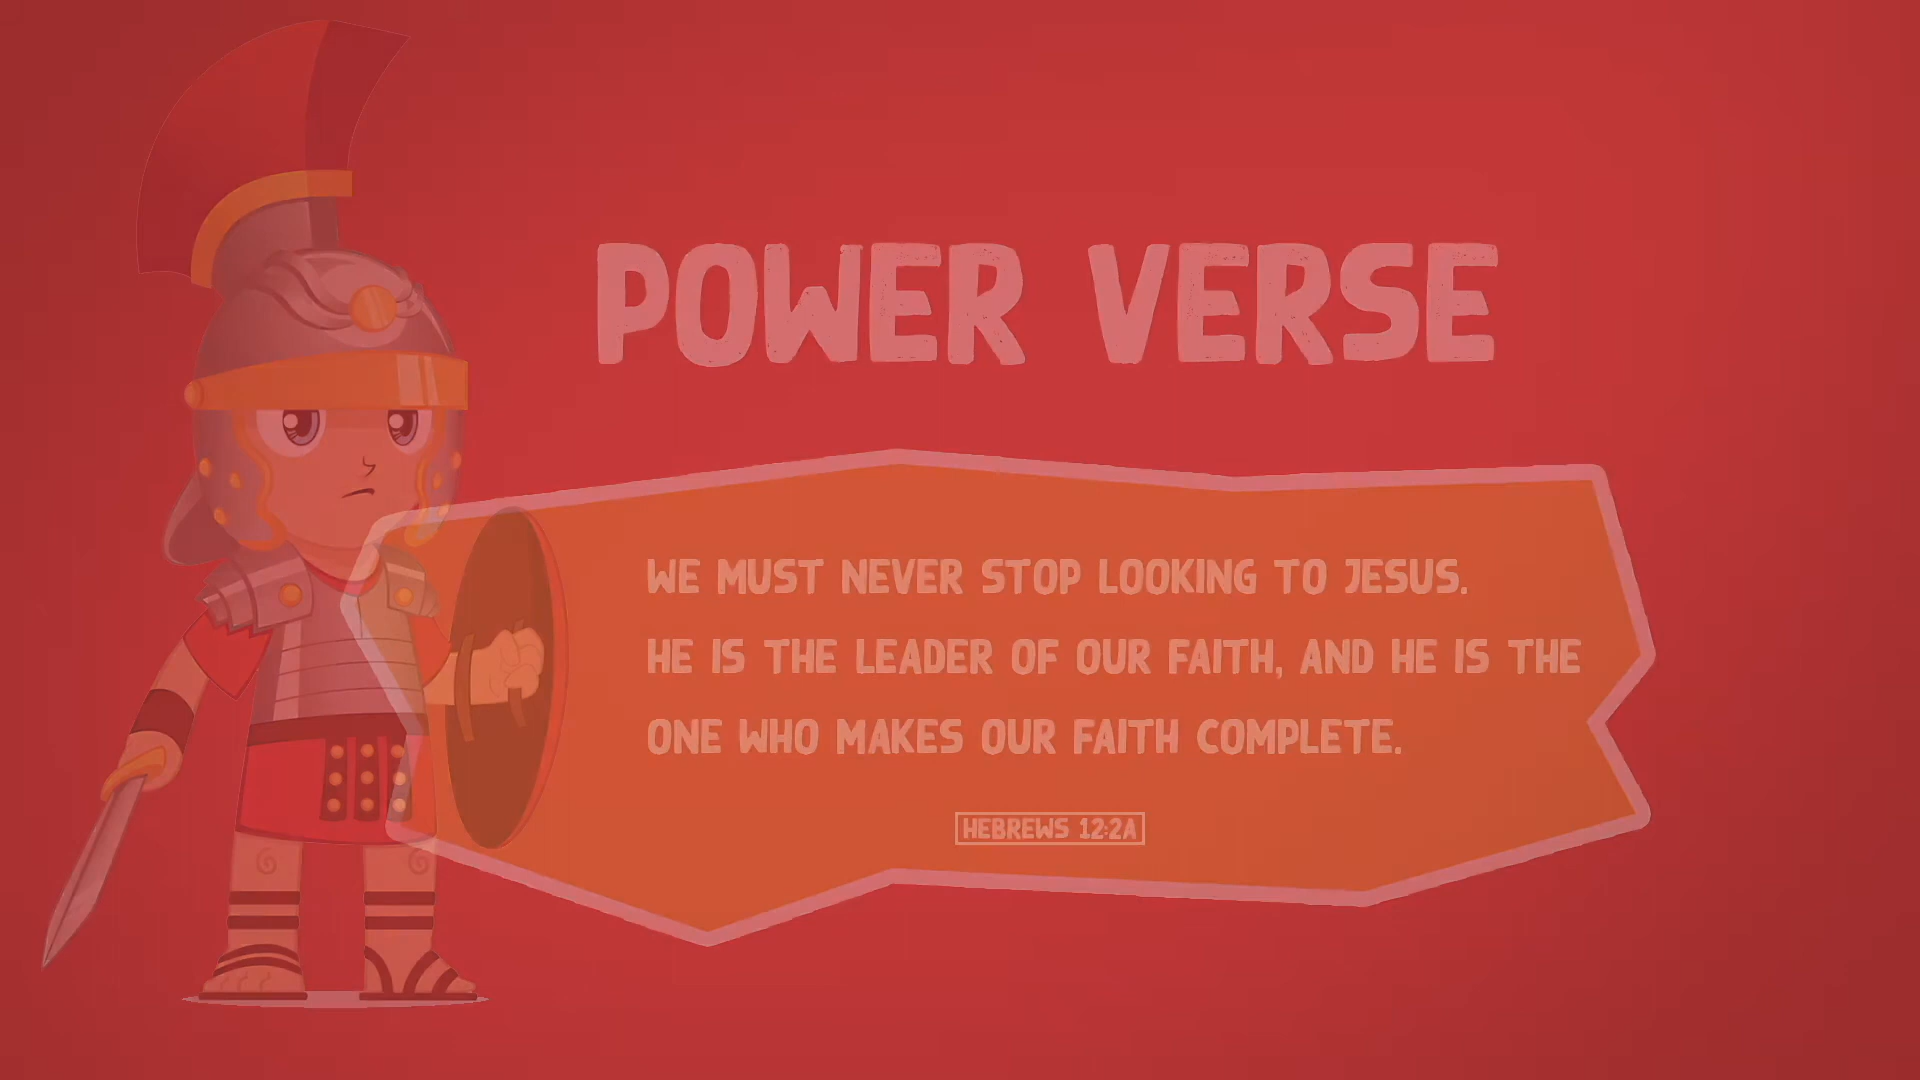 POWER VERSE
WE MUST NEVER STOP LOOKING TO JESUS.
HE IS THE LEADER OF OUR FAITH, AND HE IS THE
ONE WHO MAKES OUR FAITH COMPLETE.
HEBREWS 12:2A